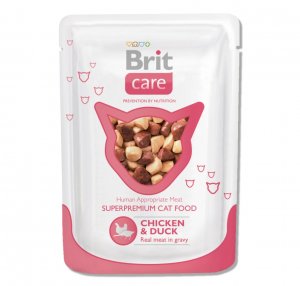 Brit
care
PREVENTION BY NUTRITION
Human Appropriate Meat
SUPERPREMIUM CAT FOOD
CHICKEN
& DUCK
Real meat in gravy